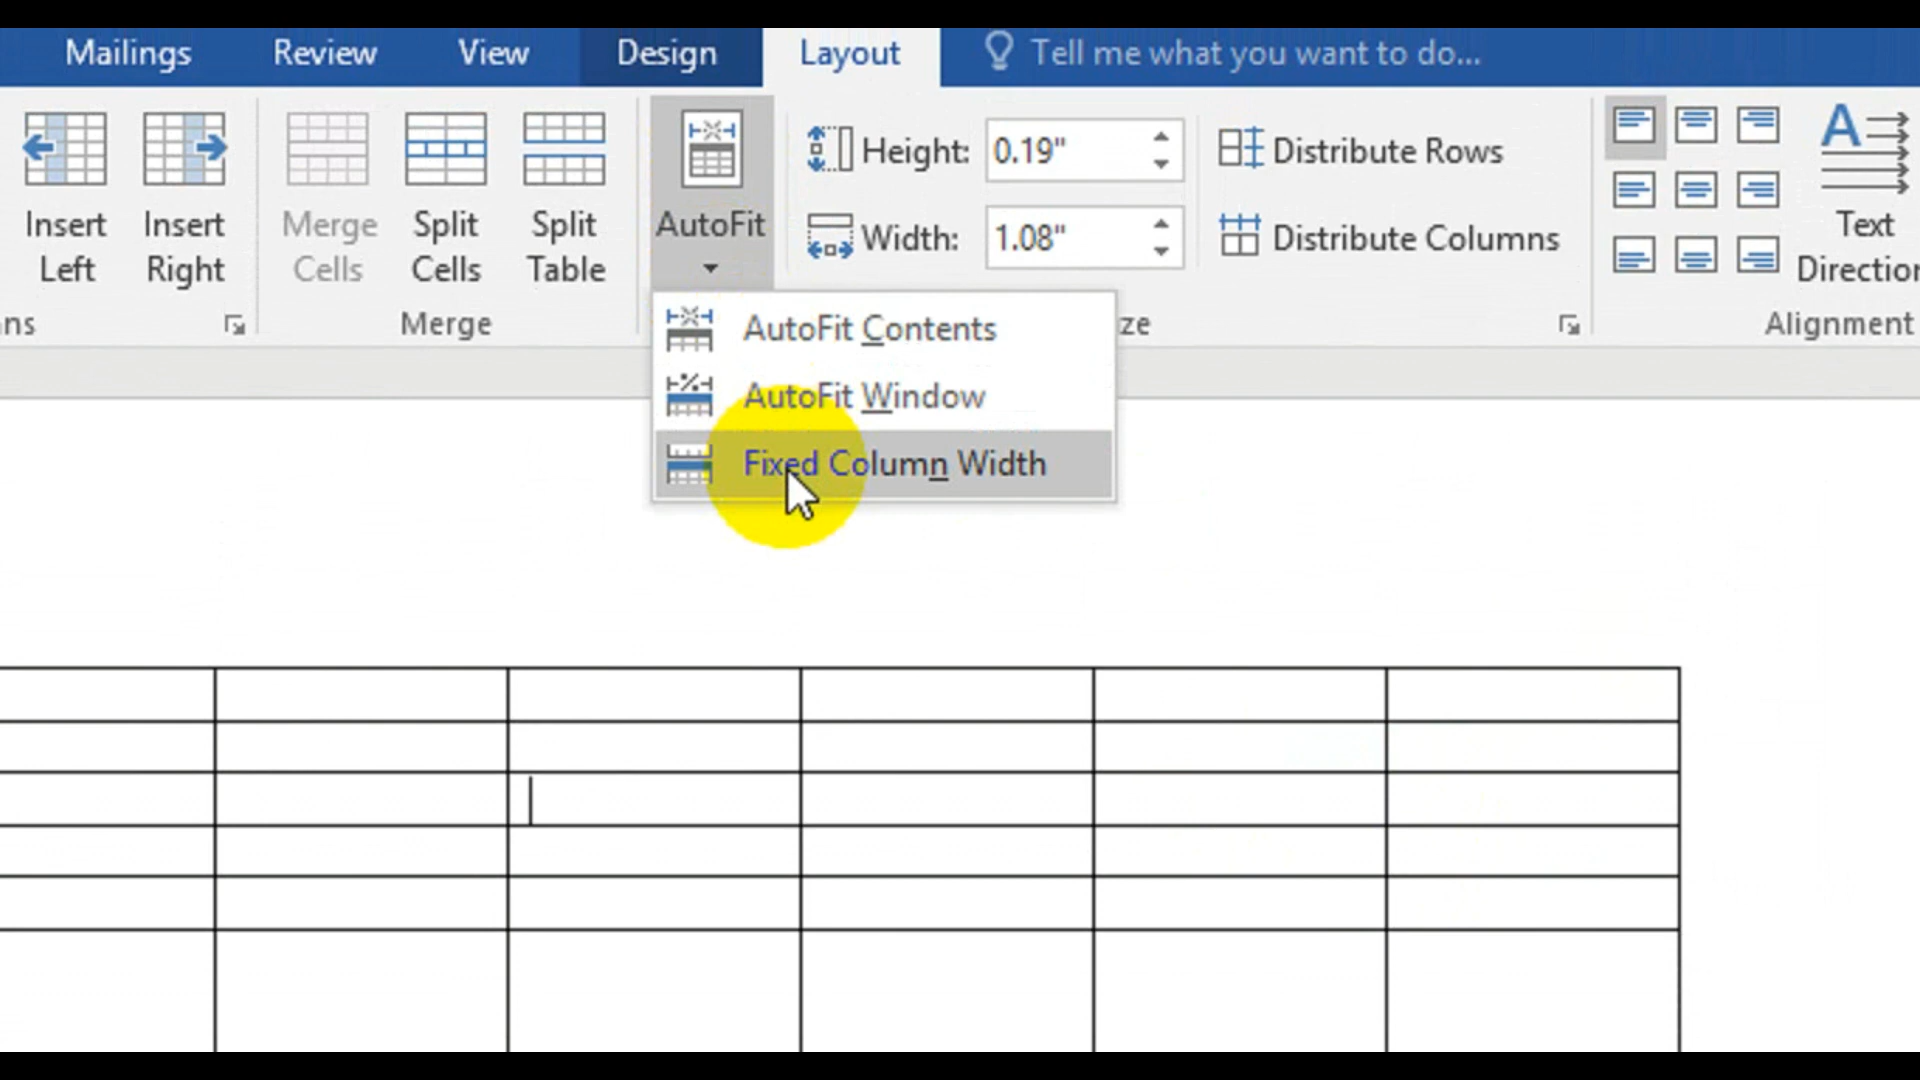 Mailings Review View Design Layout Tell me what you want to do...
Insert Left
Insert Right
Merge Cells
Split Cells
Split Table
AutoFit
Height: 0.19"
Width: 1.08"
Distribute Rows
Distribute Columns
Text Direction
ns
Merge
ze
Alignment
AutoFit Contents
AutoFit Window
Fixed Column Width